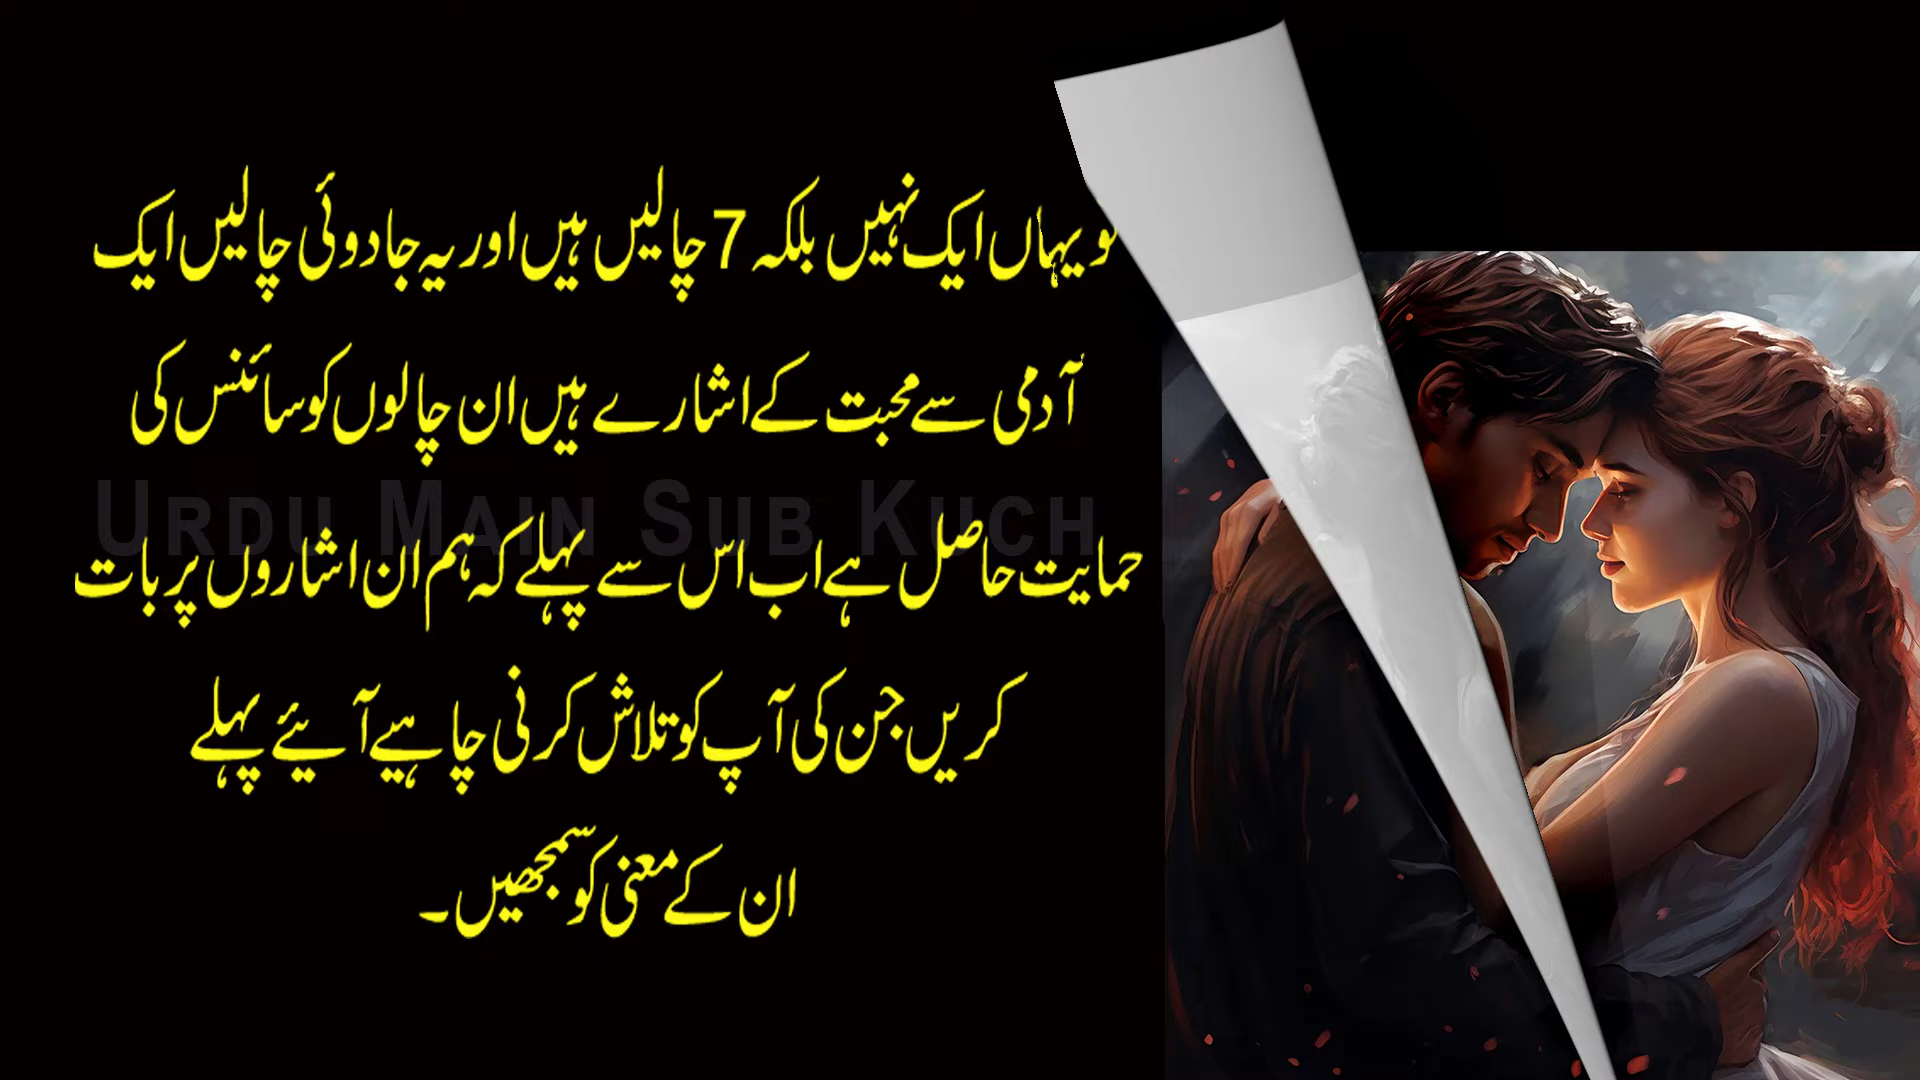 یہاں ایک نہیں بلکہ 7 چالیں ہیں اور یہ جادوئی چالیں ایک
آدمی سے محبت کے اشارے ہیں ان چالوں کو سائنس کی
Urdu Main Sub Kuch
حمایت حاصل ہے اب اس سے پہلے کہ ہم ان اشاروں پر بات
کریں جن کی آپ کو تلاش کرنی چاہیے آئیے پہلے
ان کے معنی کو سمجھیں۔